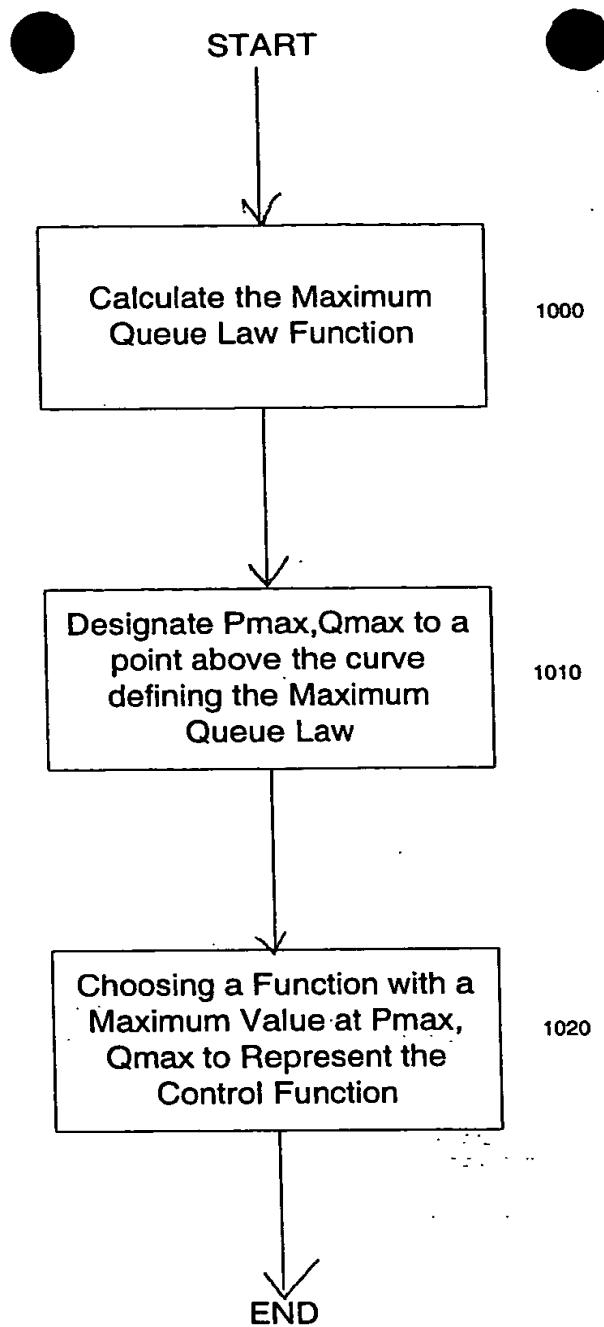 START
Calculate the Maximum
Queue Law Function
1000
Designate Pmax,Qmax to a
point above the curve
defining the Maximum
Queue Law
1010
Choosing a Function with a
Maximum Value at Pmax,
Qmax to Represent the
Control Function
1020
END